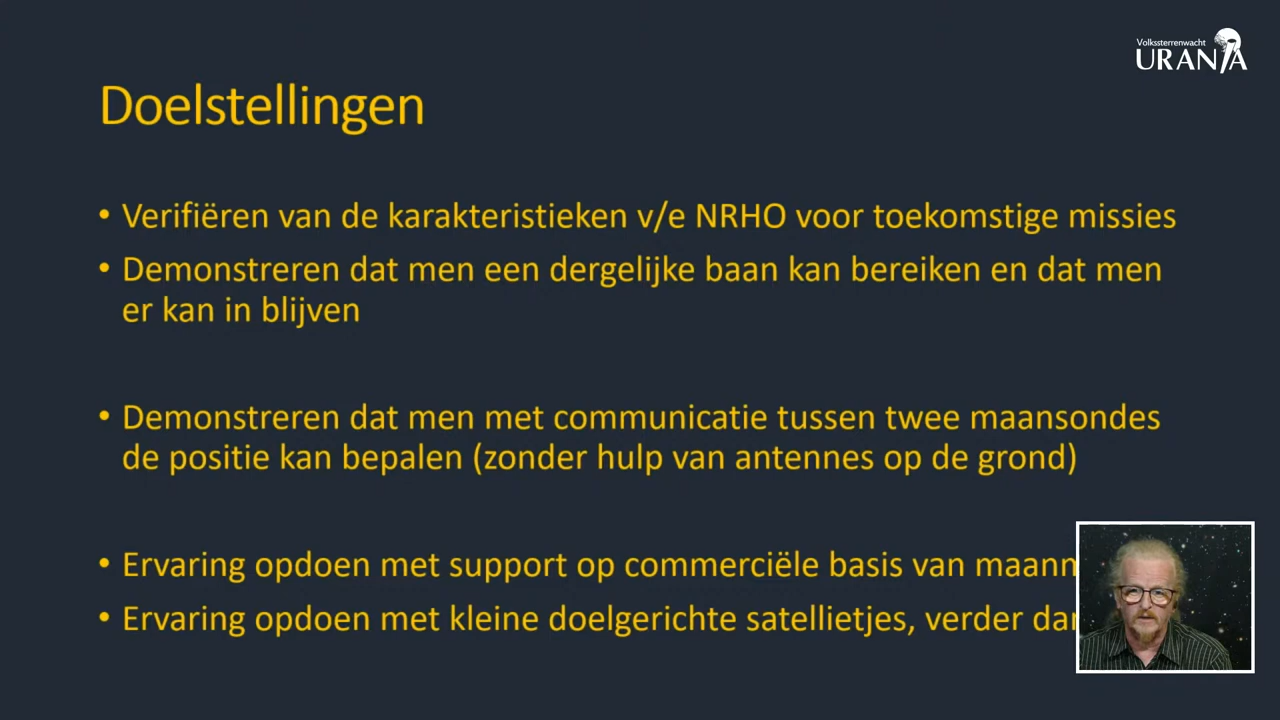 Volkssterrenwacht
URANIA
Doelstellingen
• Verifiëren van de karakteristieken v/e NRHO voor toekomstige missies
• Demonstreren dat men een dergelijke baan kan bereiken en dat men
er kan in blijven
• Demonstreren dat men met communicatie tussen twee maansondes
de positie kan bepalen (zonder hulp van antennes op de grond)
• Ervaring opdoen met support op commerciële basis van
• Ervaring opdoen met kleine doelgerichte satellietjes, verder